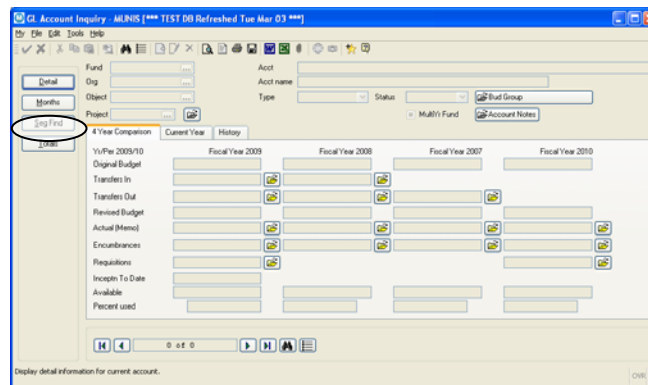 GL Account Inquiry - MUNIS [*** TEST DB Refreshed Tue Mar 03 ***]
My File Edit Tools Help
Fund ... Acct
Detail Org ... Acct name
Object ... Type Status Bud Group
Months
Project ... MultiYr Fund Account Notes
Seg Find
4 Year Comparison Current Year History
Totals
Yr/Per 2009/10 Fiscal Year 2009 Fiscal Year 2008 Fiscal Year 2007 Fiscal Year 2010
Original Budget
Transfers In
Transfers Out
Revised Budget
Actual (Memo)
Encumbrances
Requisitions
Inceptn To Date
Available
Percent used
0 of 0
Display detail information for current account.
OVR